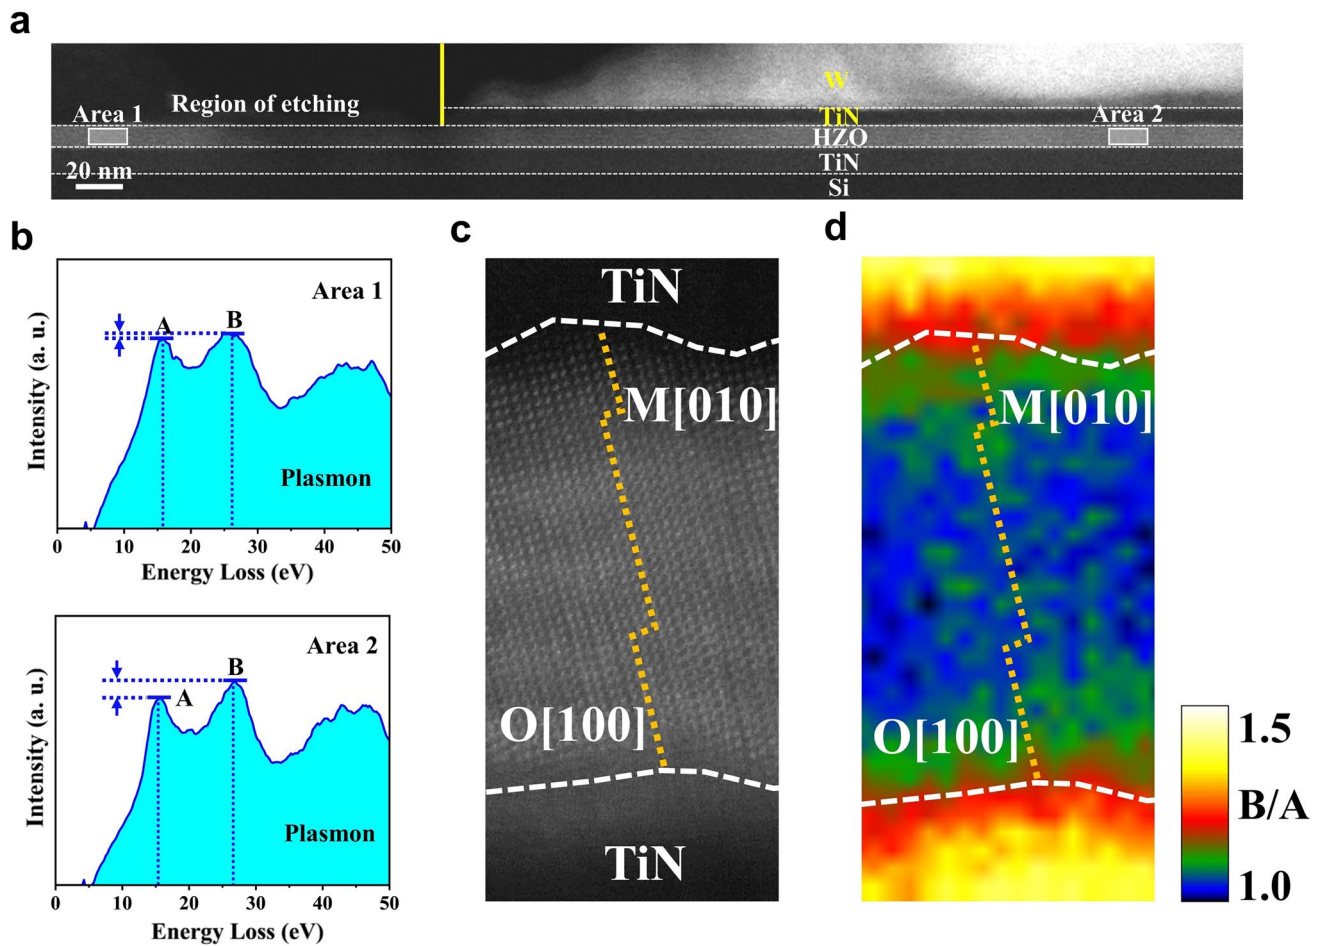 a
W
Region of etching
Area 1
TiN
Area 2
HZO
20 nm
TiN
Si
b
c
d
Area 1
A
B
Intensity (a. u.)
Plasmon
0 10 20 30 40 50
Energy Loss (eV)
Area 2
B
A
Intensity (a. u.)
Plasmon
0 10 20 30 40 50
Energy Loss (eV)
TiN
M[010]
O[100]
TiN
M[010]
O[100]
1.5
B/A
1.0